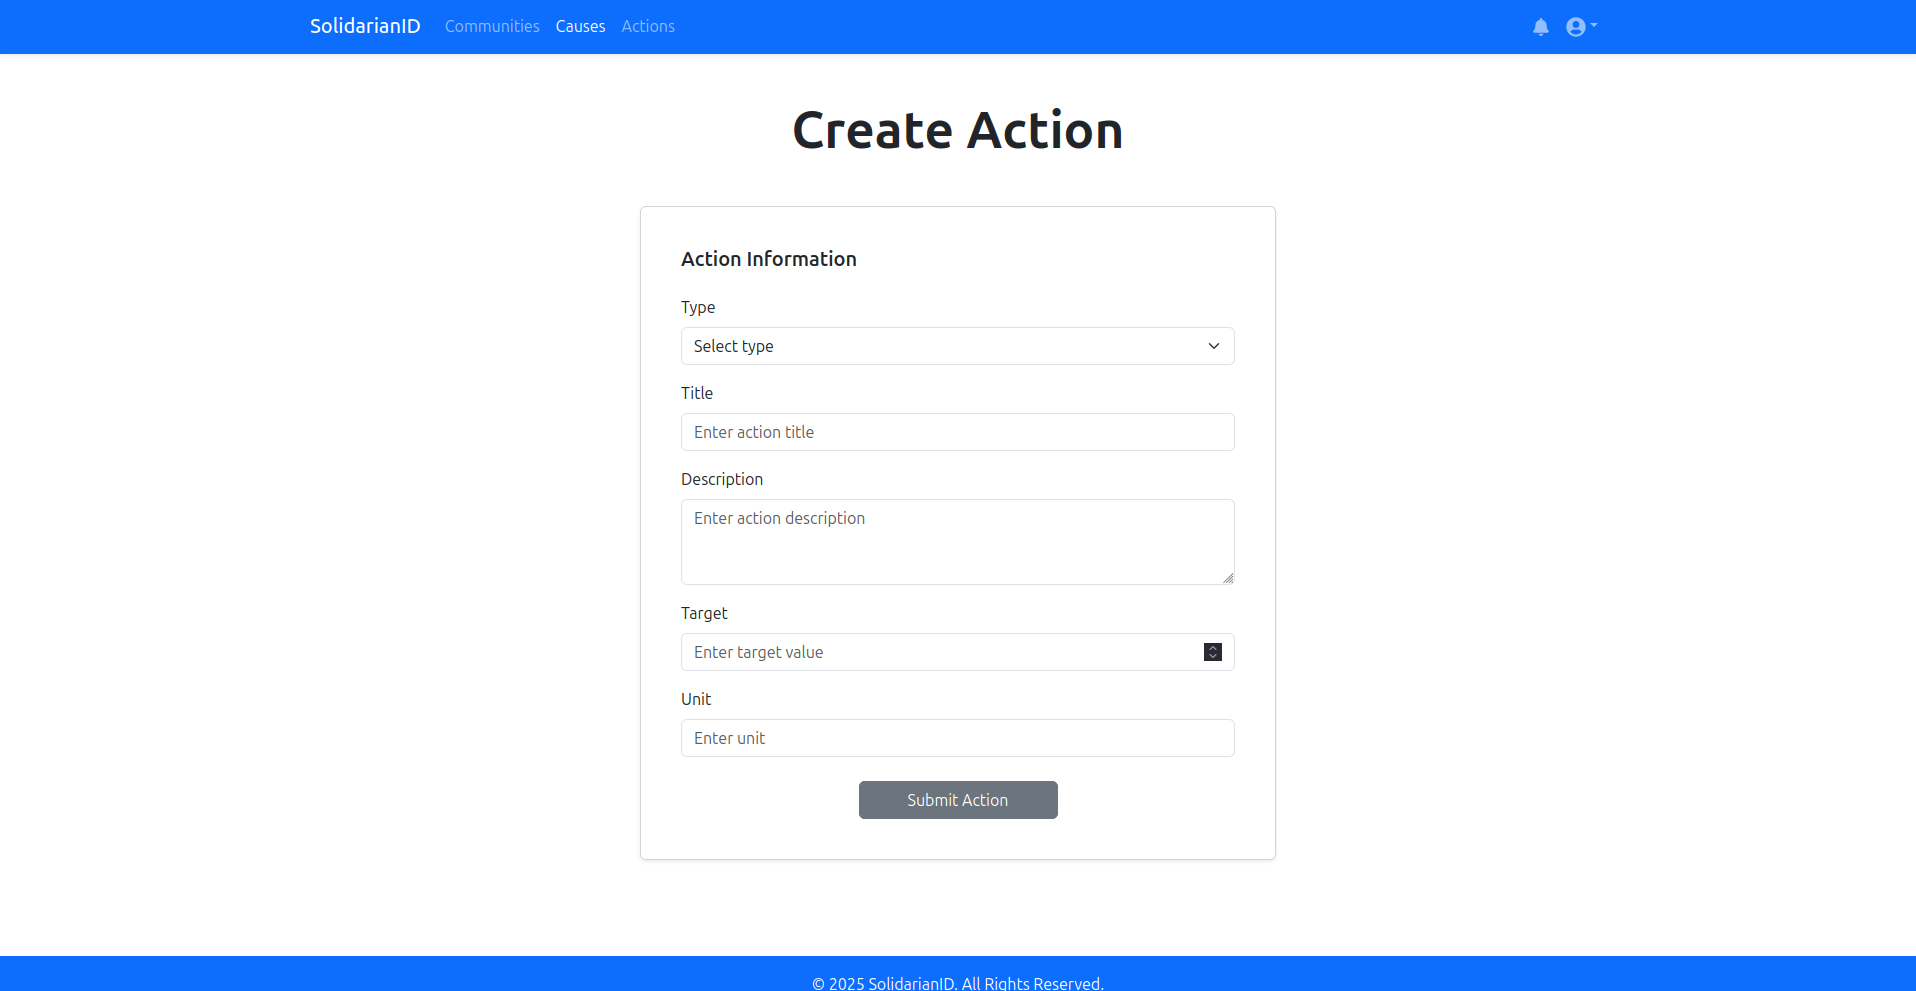 SolidarianID Communities Causes Actions
Create Action
Action Information
Type
Select type
Title
Enter action title
Description
Enter action description
Target
Enter target value
Unit
Enter unit
Submit Action
© 2025 SolidarianID. All Rights Reserved.